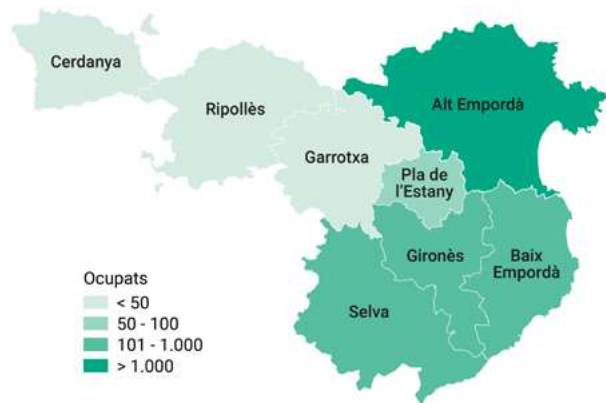 Cerdanya
Ripollès
Alt Empordà
Garrotxa
Pla de
l'Estany
Gironès
Baix
Empordà
Selva
Ocupats
< 50
50 - 100
101 - 1.000
> 1.000